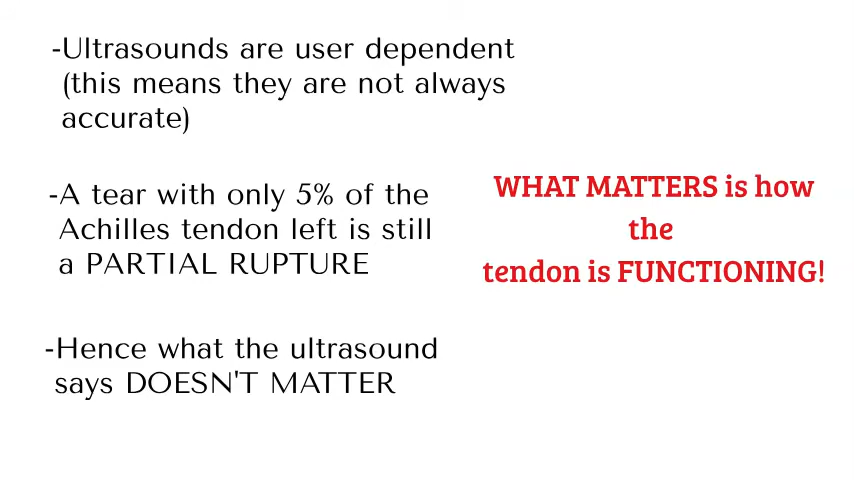 -Ultrasounds are user dependent
(this means they are not always
accurate)
-A tear with only 5% of the
Achilles tendon left is still
a PARTIAL RUPTURE
-Hence what the ultrasound
says DOESN'T MATTER
WHAT MATTERS is how
the
tendon is FUNCTIONING!